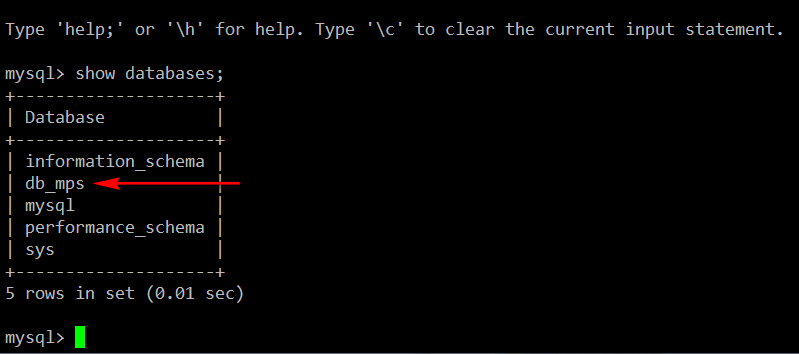 Type 'help;' or '\h' for help. Type '\c' to clear the current input statement.
mysql> show databases;
+--------------------+
| Database           |
+--------------------+
| information_schema |
| db_mps             |
| mysql              |
| performance_schema |
| sys                |
+--------------------+
5 rows in set (0.01 sec)
mysql>